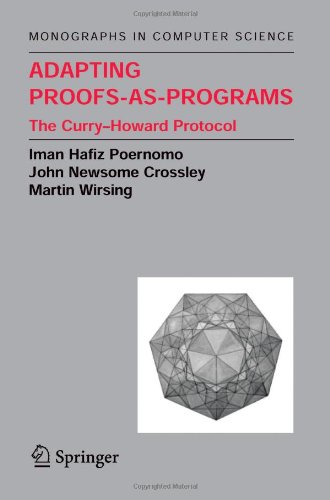 MONOGRAPHS IN COMPUTER SCIENCE
ADAPTING
PROOFS-AS-PROGRAMS
The Curry–Howard Protocol
Iman Hafiz Poernomo
John Newsome Crossley
Martin Wirsing
Springer